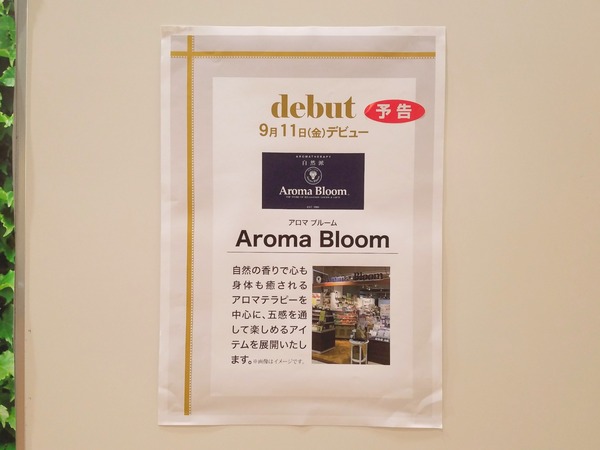 debut
予告
9月11日(金)デビュー
AROMATHERAPY
自然派
Aroma Bloom
アロマ ブルーム
Aroma Bloom
自然の香りで心も
身体も癒される
アロマテラピーを
中心に、五感を通
して楽しめるアイ
テムを展開いたし
ます。※画像はイメージです。
Bloom